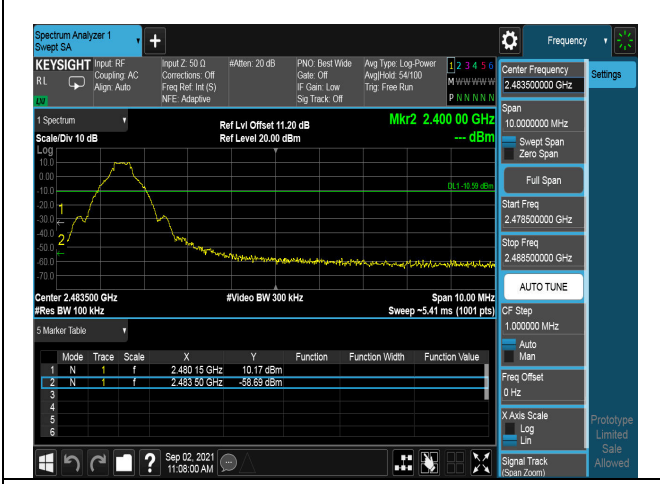 Spectrum Analyzer 1
Swept SA
Frequency
KEYSIGHT
RL
LXI
Input: RF
Coupling: AC
Align: Auto
Input Z: 50 Ω
Corrections: Off
Freq Ref: Int (S)
NFE: Adaptive
#Atten: 20 dB
PNO: Best Wide
Gate: Off
IF Gain: Low
Sig Track: Off
Avg Type: Log-Power
Avg|Hold: 54/100
Trig: Free Run
1 2 3 4 5 6
M W W W W W
P N N N N N
1 Spectrum
Scale/Div 10 dB
Log
Ref Lvl Offset 11.20 dB
Ref Level 20.00 dBm
Mkr2 2.400 00 GHz
--- dBm
10.0
0.00
-10.0
-20.0
-30.0
-40.0
-50.0
-60.0
-70.0
DL1 -10.59 dBm
1
2
Center 2.483500 GHz
#Res BW 100 kHz
#Video BW 300 kHz
Span 10.00 MHz
Sweep ~5.41 ms (1001 pts)
5 Marker Table
Mode Trace Scale X Y Function Function Width Function Value
1 N 1 f 2.480 15 GHz 10.17 dBm
2 N 1 f 2.483 50 GHz -58.69 dBm
3
4
5
6
Sep 02, 2021
11:08:00 AM
Center Frequency
2.483500000 GHz
Span
10.0000000 MHz
Swept Span
Zero Span
Full Span
Start Freq
2.478500000 GHz
Stop Freq
2.488500000 GHz
AUTO TUNE
CF Step
1.000000 MHz
Auto
Man
Freq Offset
0 Hz
X Axis Scale
Log
Lin
Signal Track
(Span Zoom)
Settings
Prototype
Limited
Sale
Allowed